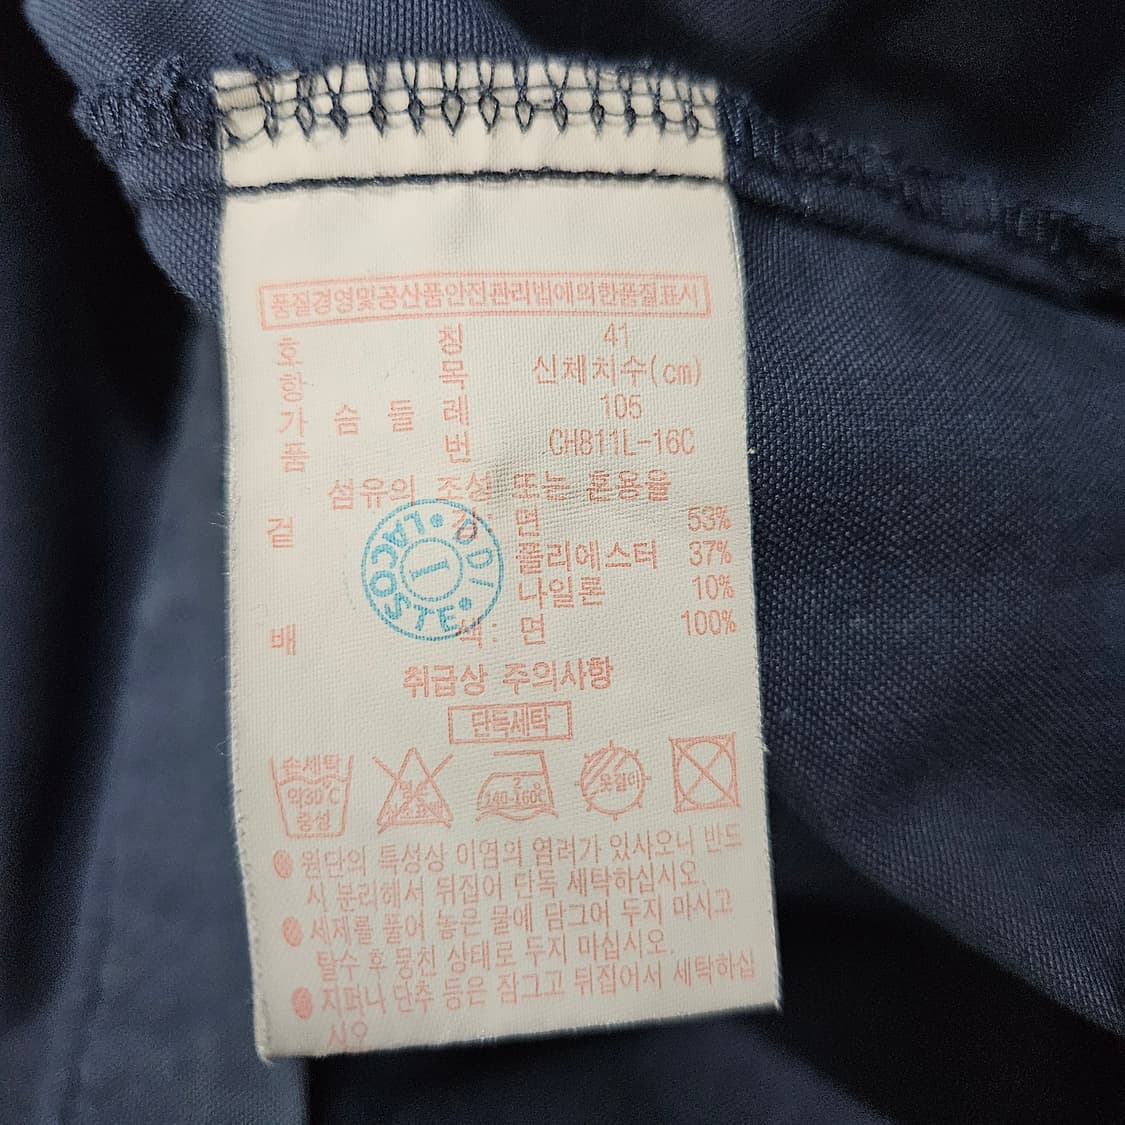 품질경영및공산품안전관리법에의한품질표시
호 칭 41
항 목 신체치수(cm)
가 슴 둘 레 105
품 번 CH811L-16C
섬유의 조성 또는 혼용율
겉 감: 면 53%
폴리에스터 37%
나일론 10%
배 색: 면 100%
LACOSTE
취급상 주의사항
단독세탁
손세탁
약30℃
중성
염소표백
2
140-160℃
옷걸이
원단의 특성상 이염의 염려가 있사오니 반드
시 분리해서 뒤집어 단독 세탁하십시오.
세제를 풀어 놓은 물에 담그어 두지 마시고
탈수 후 뭉친 상태로 두지 마십시오.
지퍼나 단추 등은 잠그고 뒤집어서 세탁하십
시오